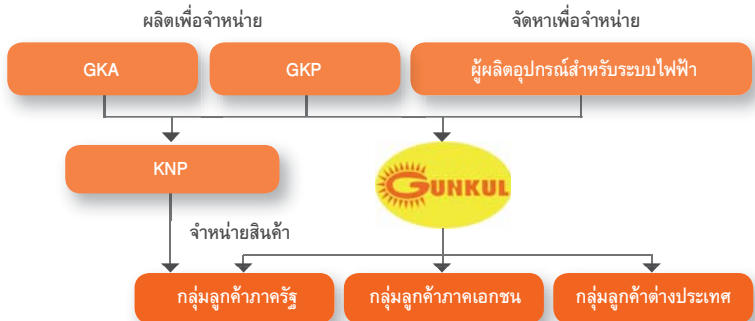 ผลิตเพื่อจำหน่าย
จัดหาเพื่อจำหน่าย
GKA
GKP
ผู้ผลิตอุปกรณ์สำหรับระบบไฟฟ้า
KNP
GUNKUL
จำหน่ายสินค้า
กลุ่มลูกค้าภาครัฐ
กลุ่มลูกค้าภาคเอกชน
กลุ่มลูกค้าต่างประเทศ